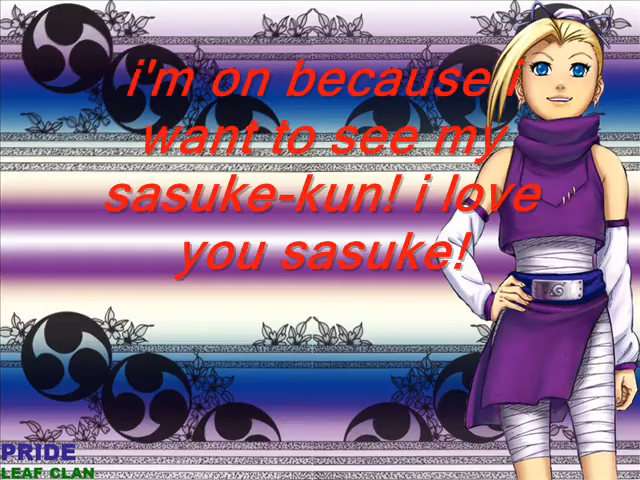 i'm on because i
want to see my
sasuke-kun! i love
you sasuke!
PRIDE
LEAF CLAN